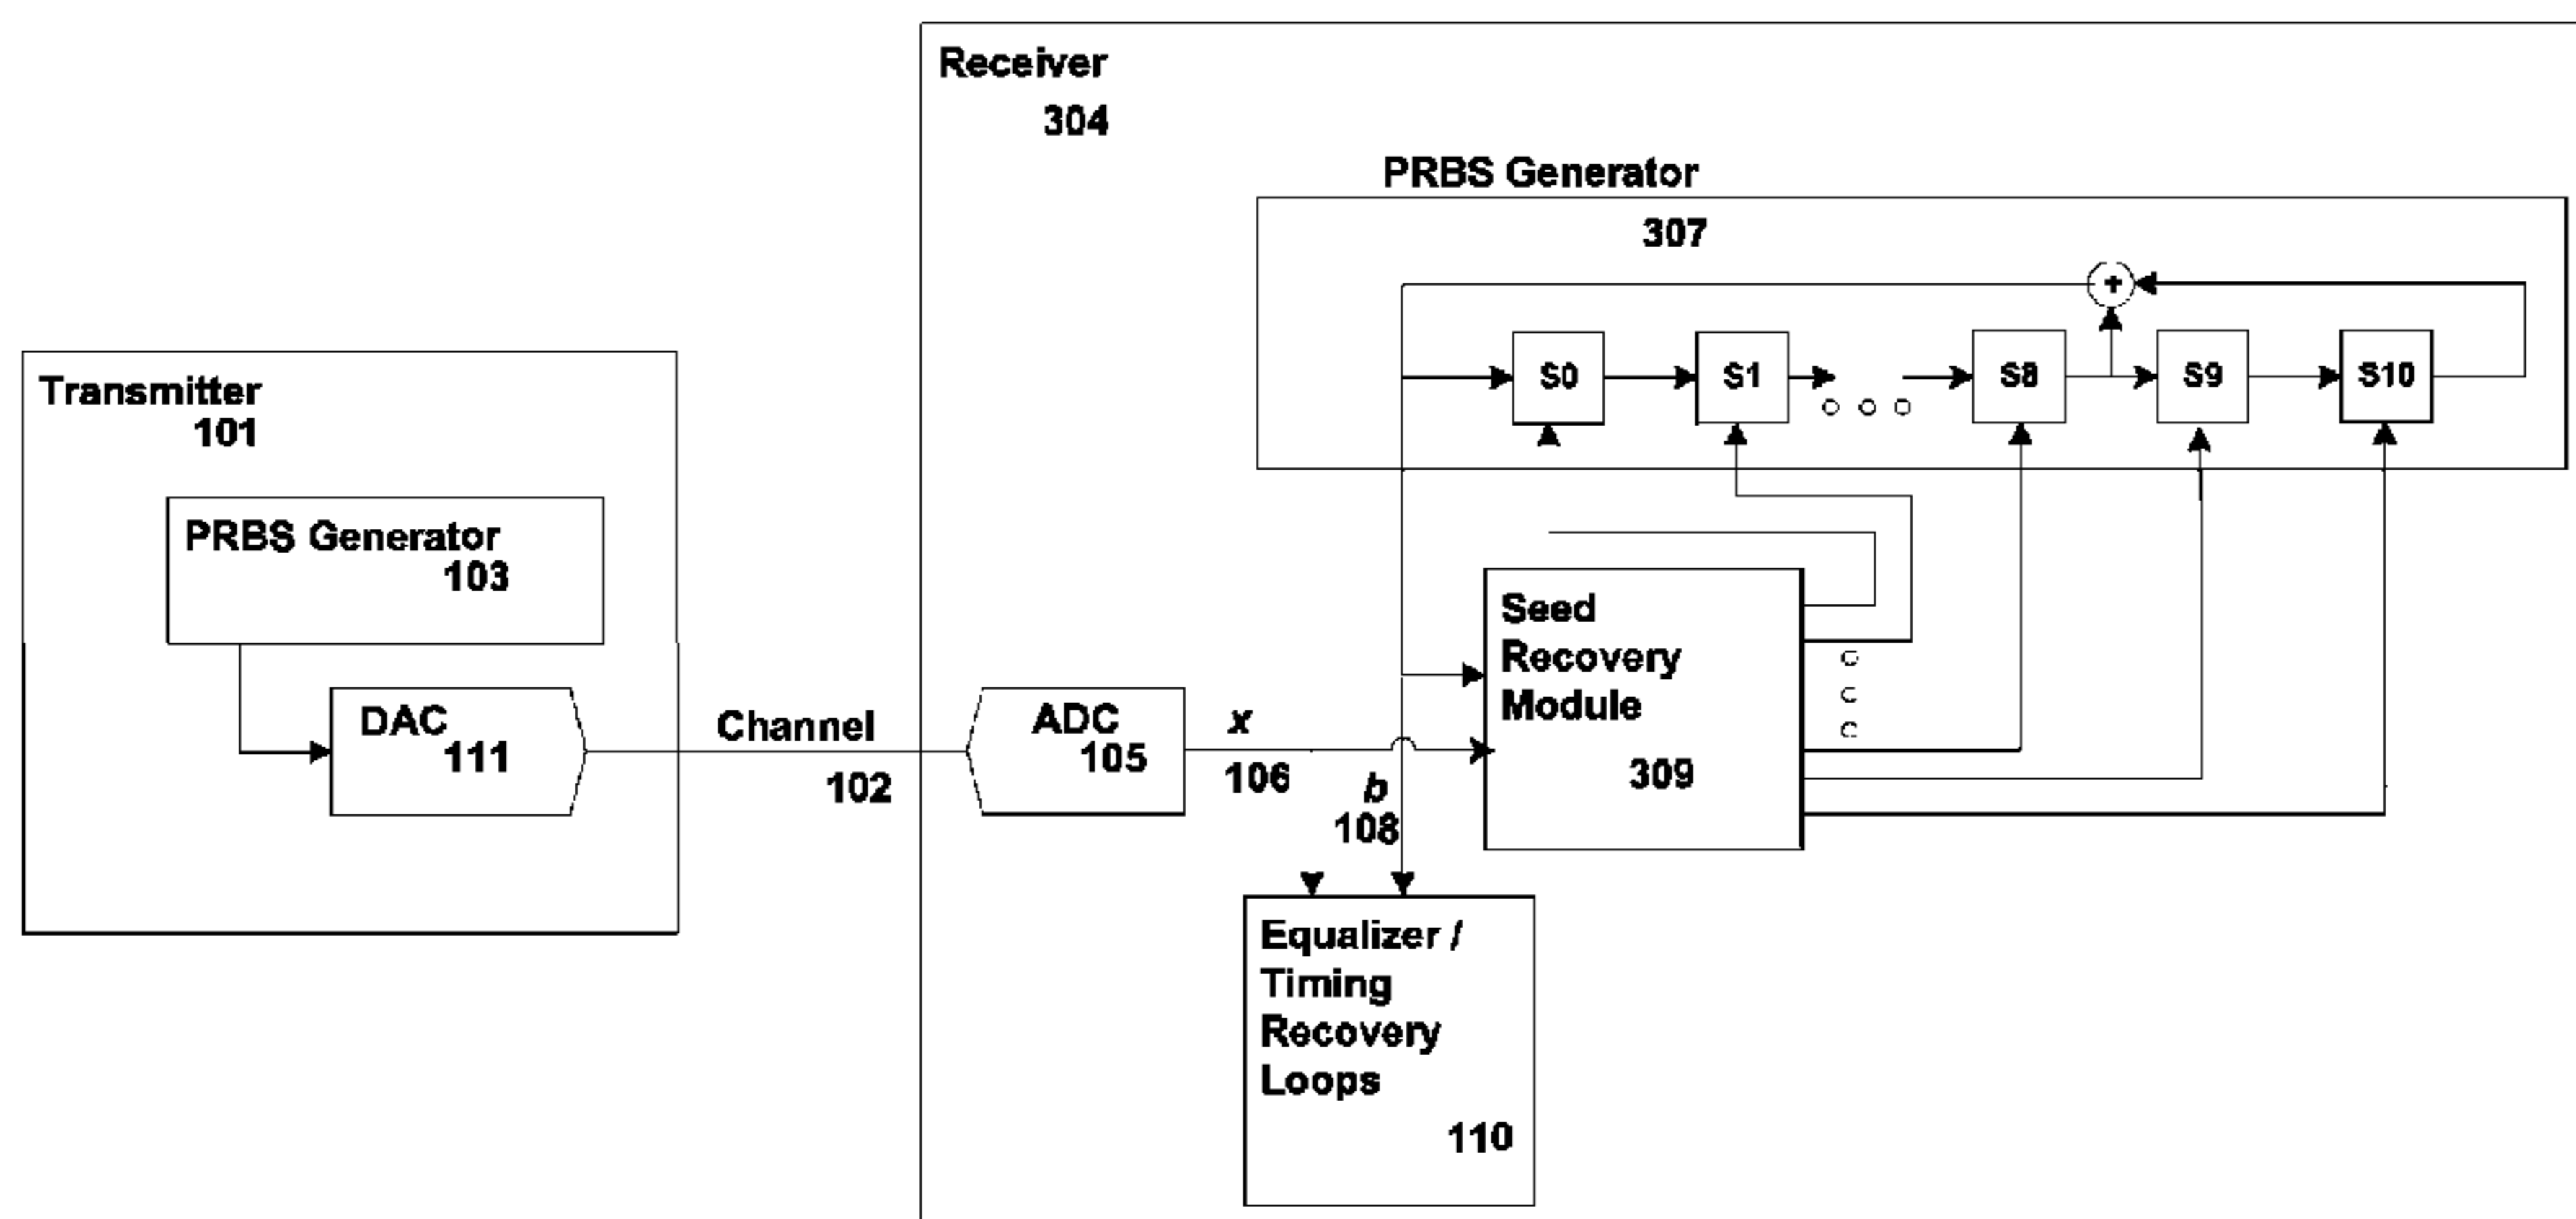 Receiver
304
PRBS Generator
307
+
S0
S1
S8
S9
S10
Transmitter
101
PRBS Generator
103
DAC
111
Channel
102
ADC
105
x
106
b
108
Seed
Recovery
Module
309
Equalizer /
Timing
Recovery
Loops
110